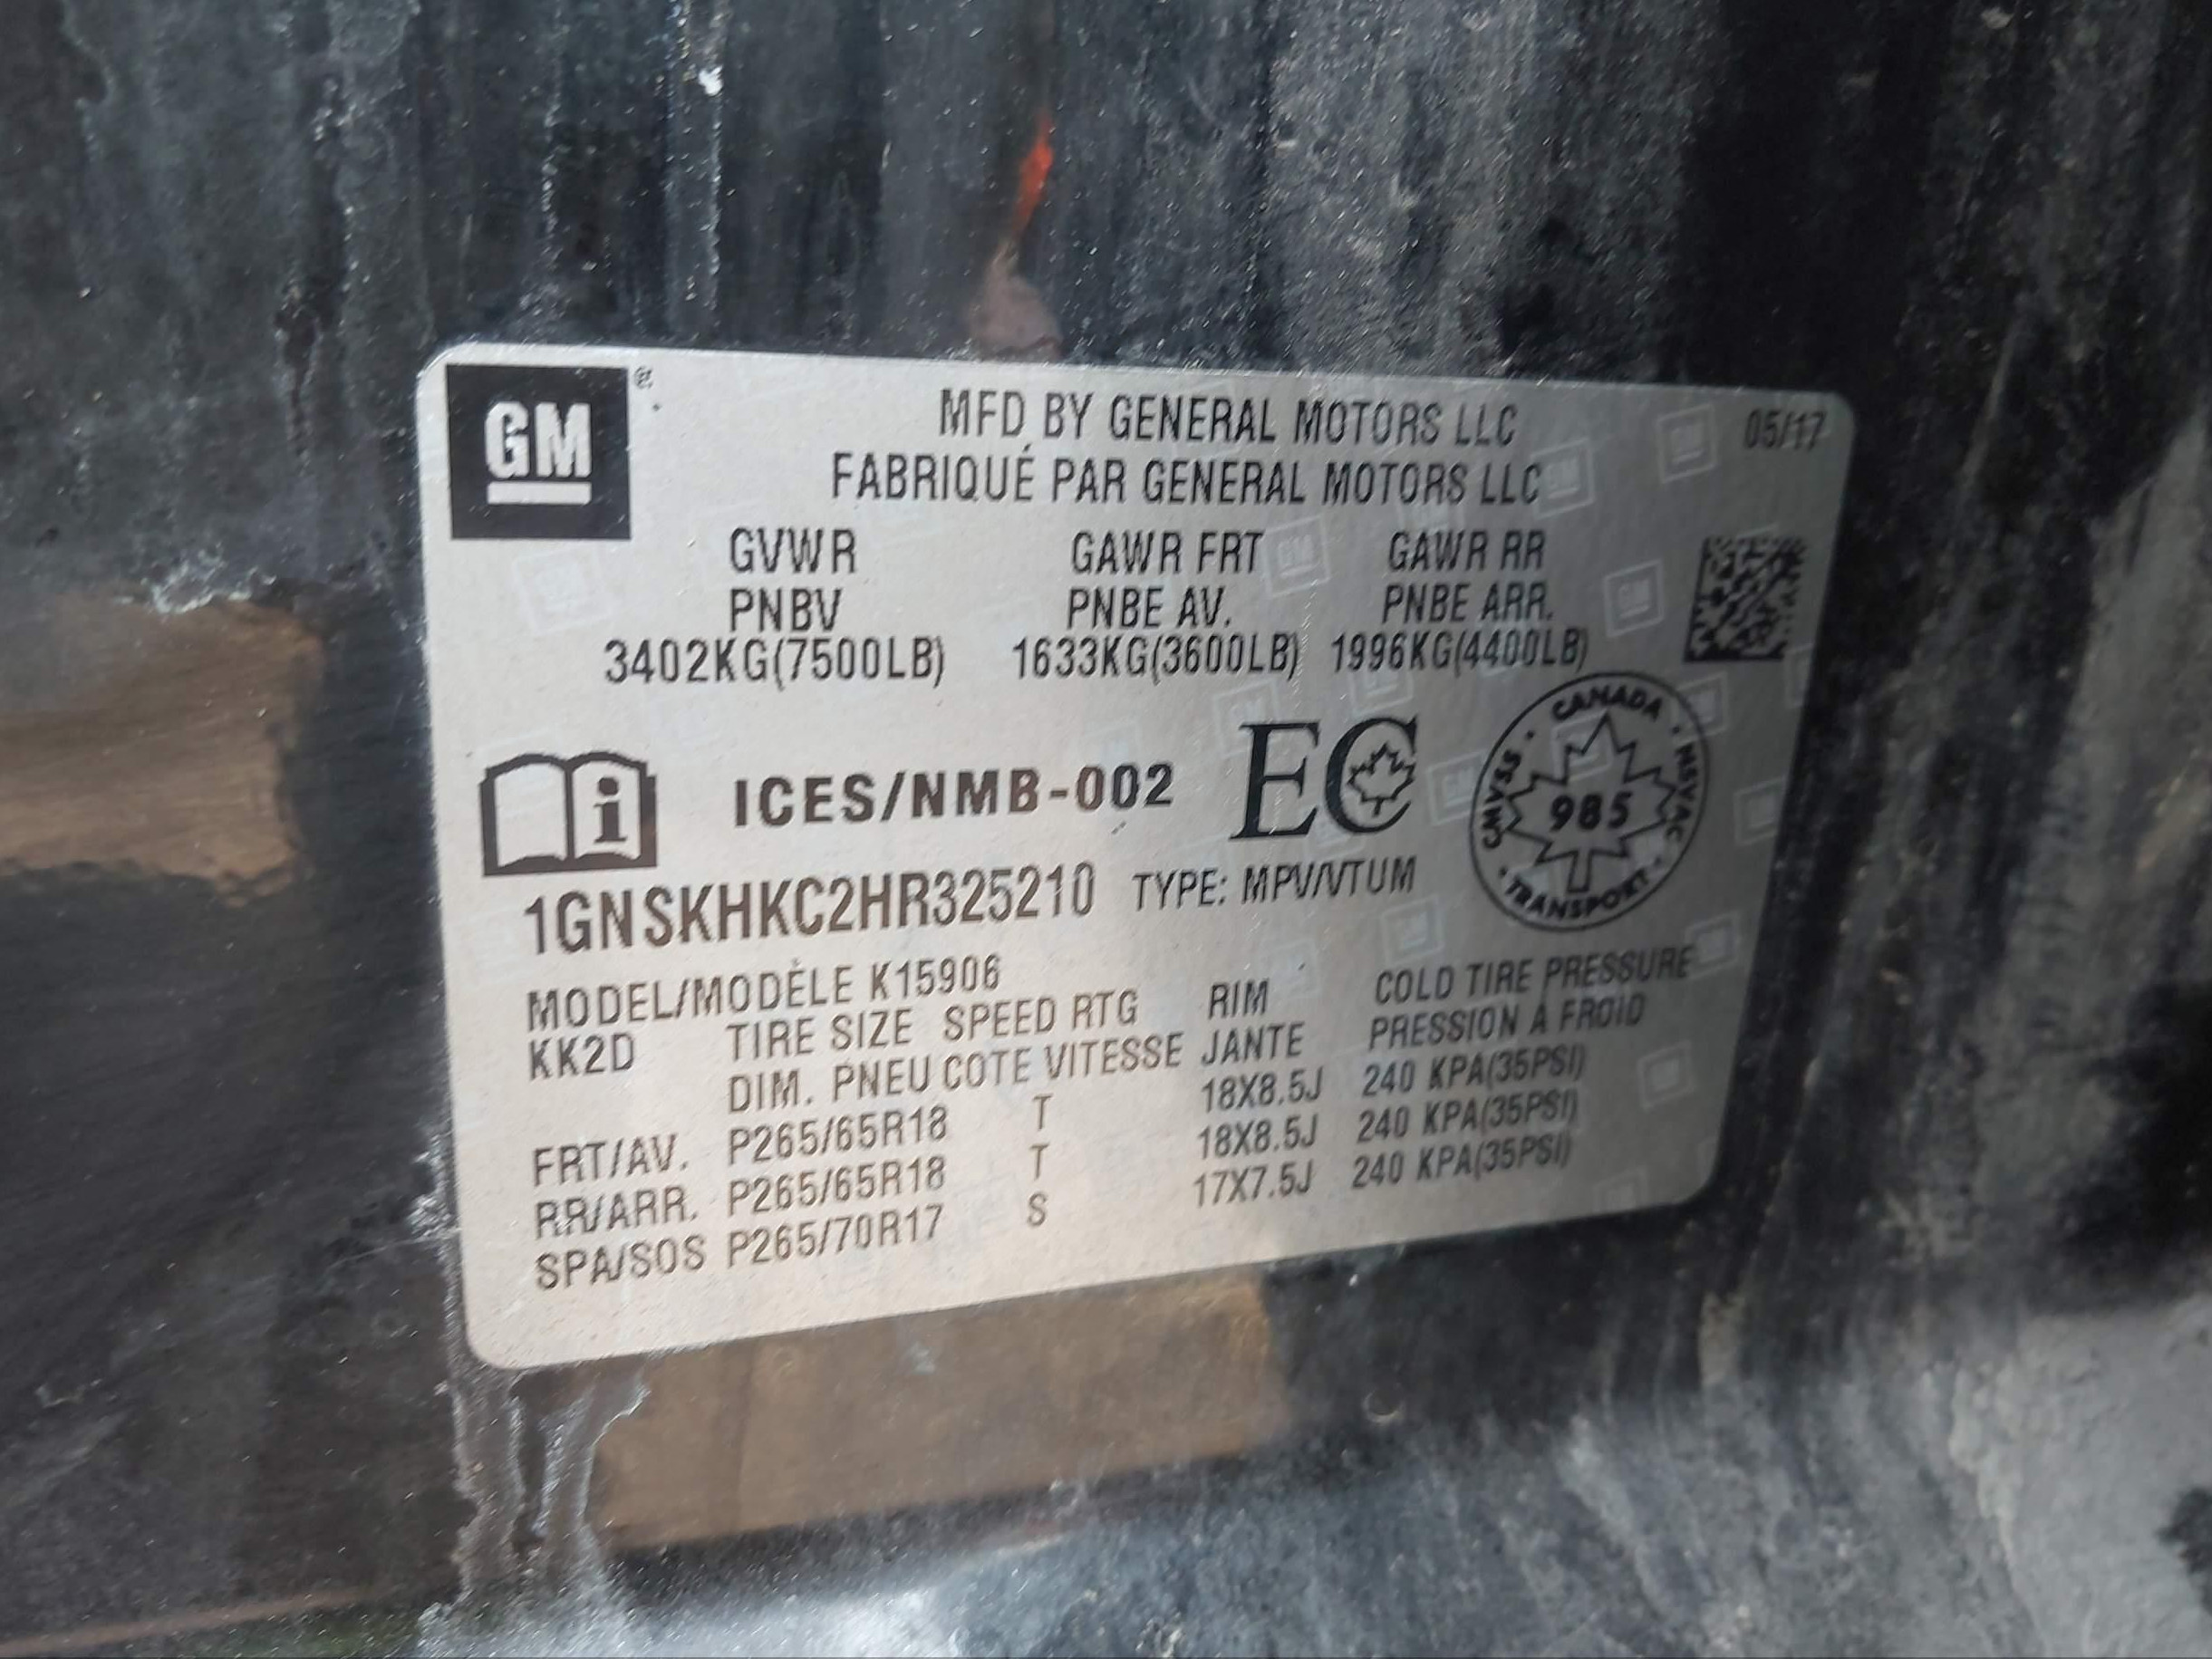 GM
MFD BY GENERAL MOTORS LLC
05/17
FABRIQUÉ PAR GENERAL MOTORS LLC
GVWR GAWR FRT GAWR RR
PNBV PNBE AV. PNBE ARR.
3402KG(7500LB) 1633KG(3600LB) 1996KG(4400LB)
i ICES/NMB-002 EC
CANADA · NSVAC · TRANSPORT · CMVSS ·
985
1GNSKHKC2HR325210 TYPE: MPV/VTUM
MODEL/MODÈLE K15906
KK2D TIRE SIZE SPEED RTG RIM COLD TIRE PRESSURE
DIM. PNEU COTE VITESSE JANTE PRESSION A FROID
FRT/AV. P265/65R18 T 18X8.5J 240 KPA(35PSI)
RR/ARR. P265/65R18 T 18X8.5J 240 KPA(35PSI)
SPA/SOS P265/70R17 S 17X7.5J 240 KPA(35PSI)